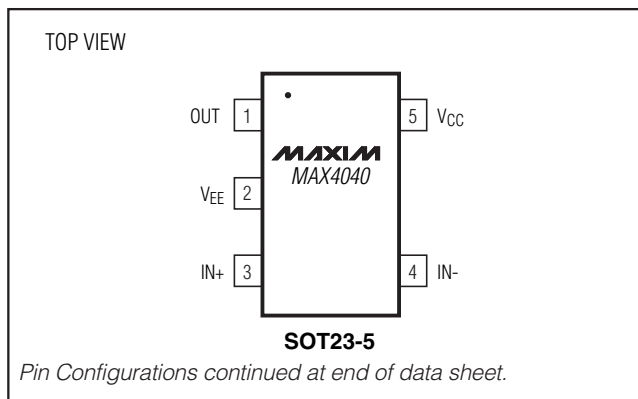 TOP VIEW
OUT 1
5 VCC
MAXIM
MAX4040
VEE 2
IN+ 3
4 IN-
SOT23-5
Pin Configurations continued at end of data sheet.